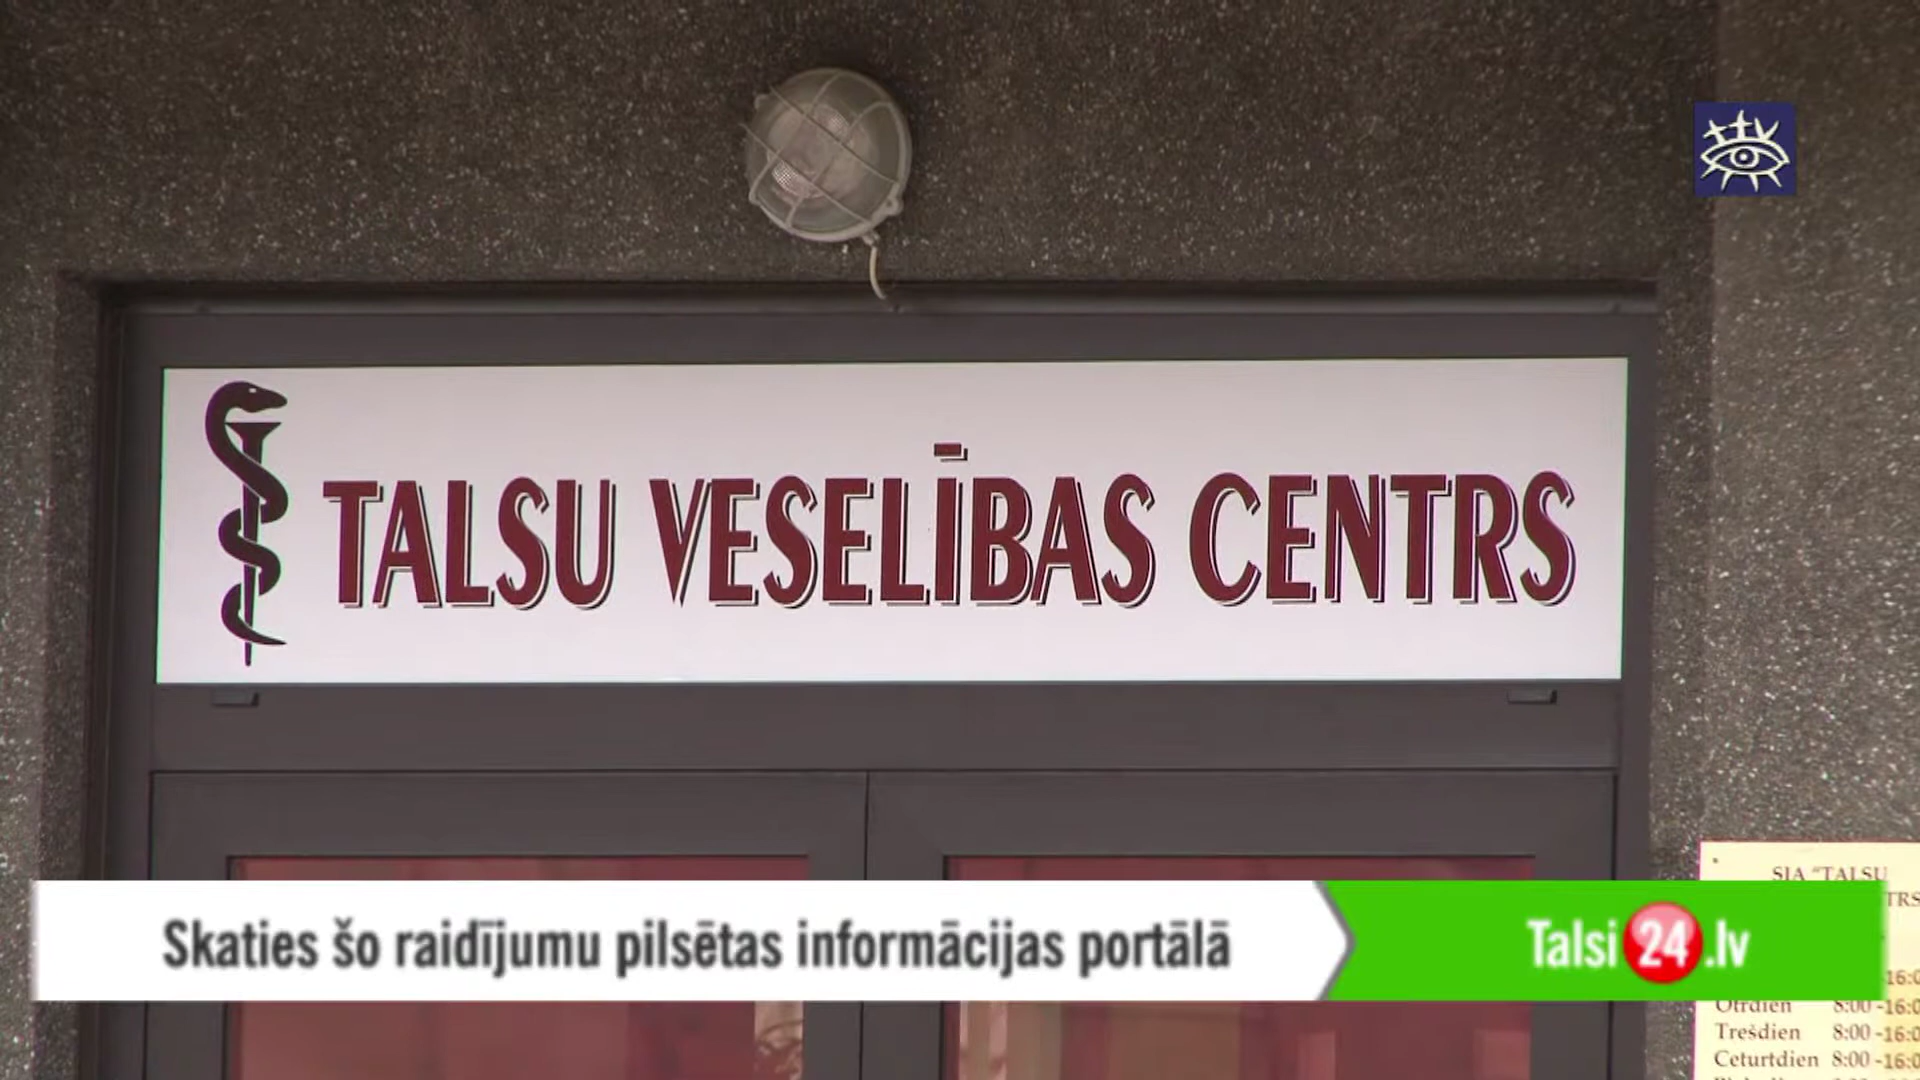 TALSU VESELĪBAS CENTRS
SIA "TALSU
Skaties šo raidījumu pilsētas informācijas portālā
Talsi24.lv
Otrdien 8:00 -16:0
Trešdien 8:00 -16:0
Ceturtdien 8:00 -16:0